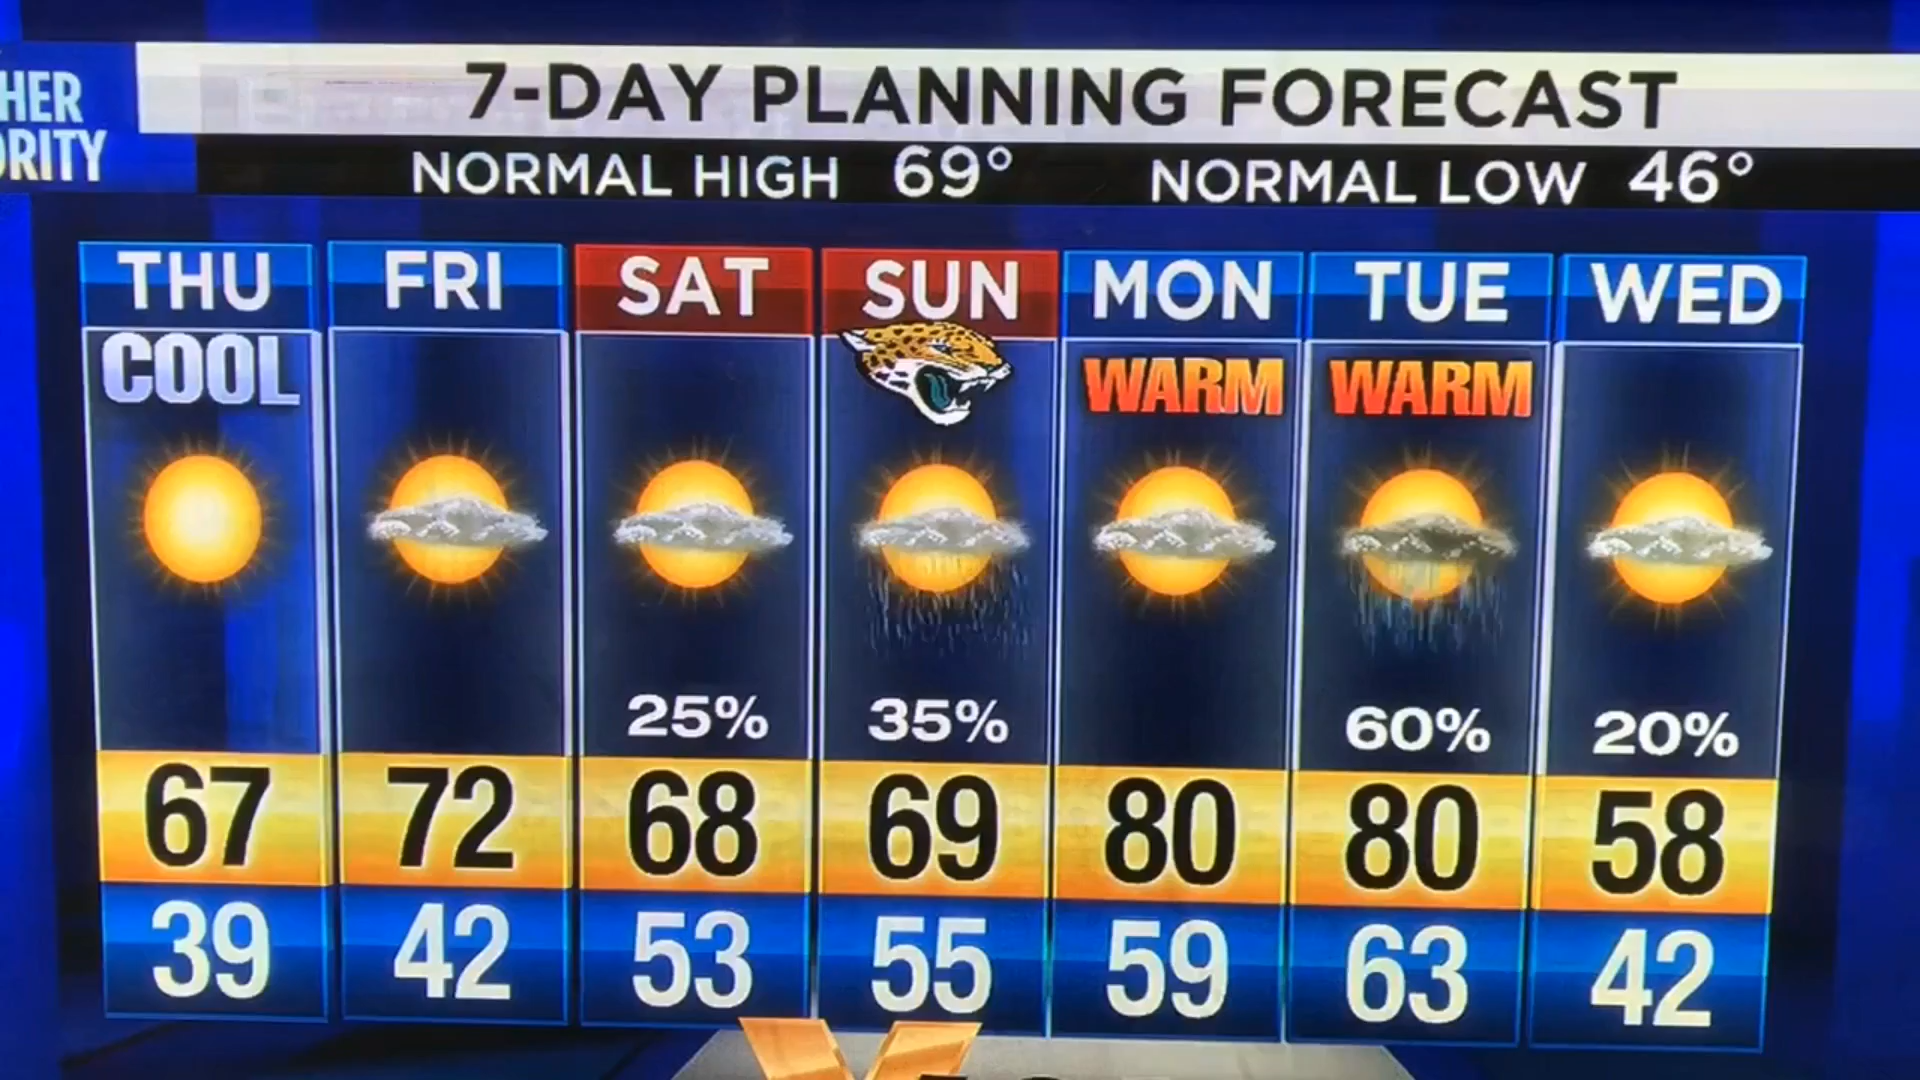 HER
ORITY
7-DAY PLANNING FORECAST
NORMAL HIGH 69° NORMAL LOW 46°
THU FRI SAT SUN MON TUE WED
COOL WARM WARM
25% 35% 60% 20%
67 72 68 69 80 80 58
39 42 53 55 59 63 42